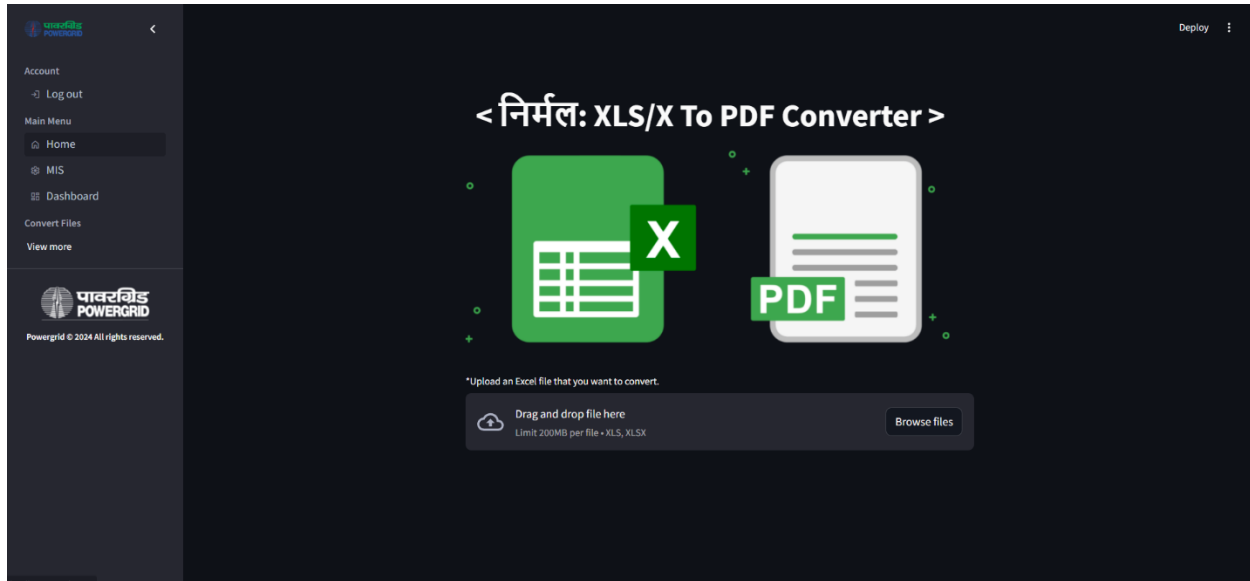 पावरग्रिड
POWERGRID
Account
Log out
Main Menu
Home
MIS
Dashboard
Convert Files
View more
पावरग्रिड
POWERGRID
Powergrid © 2024 All rights reserved.
Deploy
< निर्मल: XLS/X To PDF Converter >
X
PDF
*Upload an Excel file that you want to convert.
Drag and drop file here
Limit 200MB per file • XLS, XLSX
Browse files